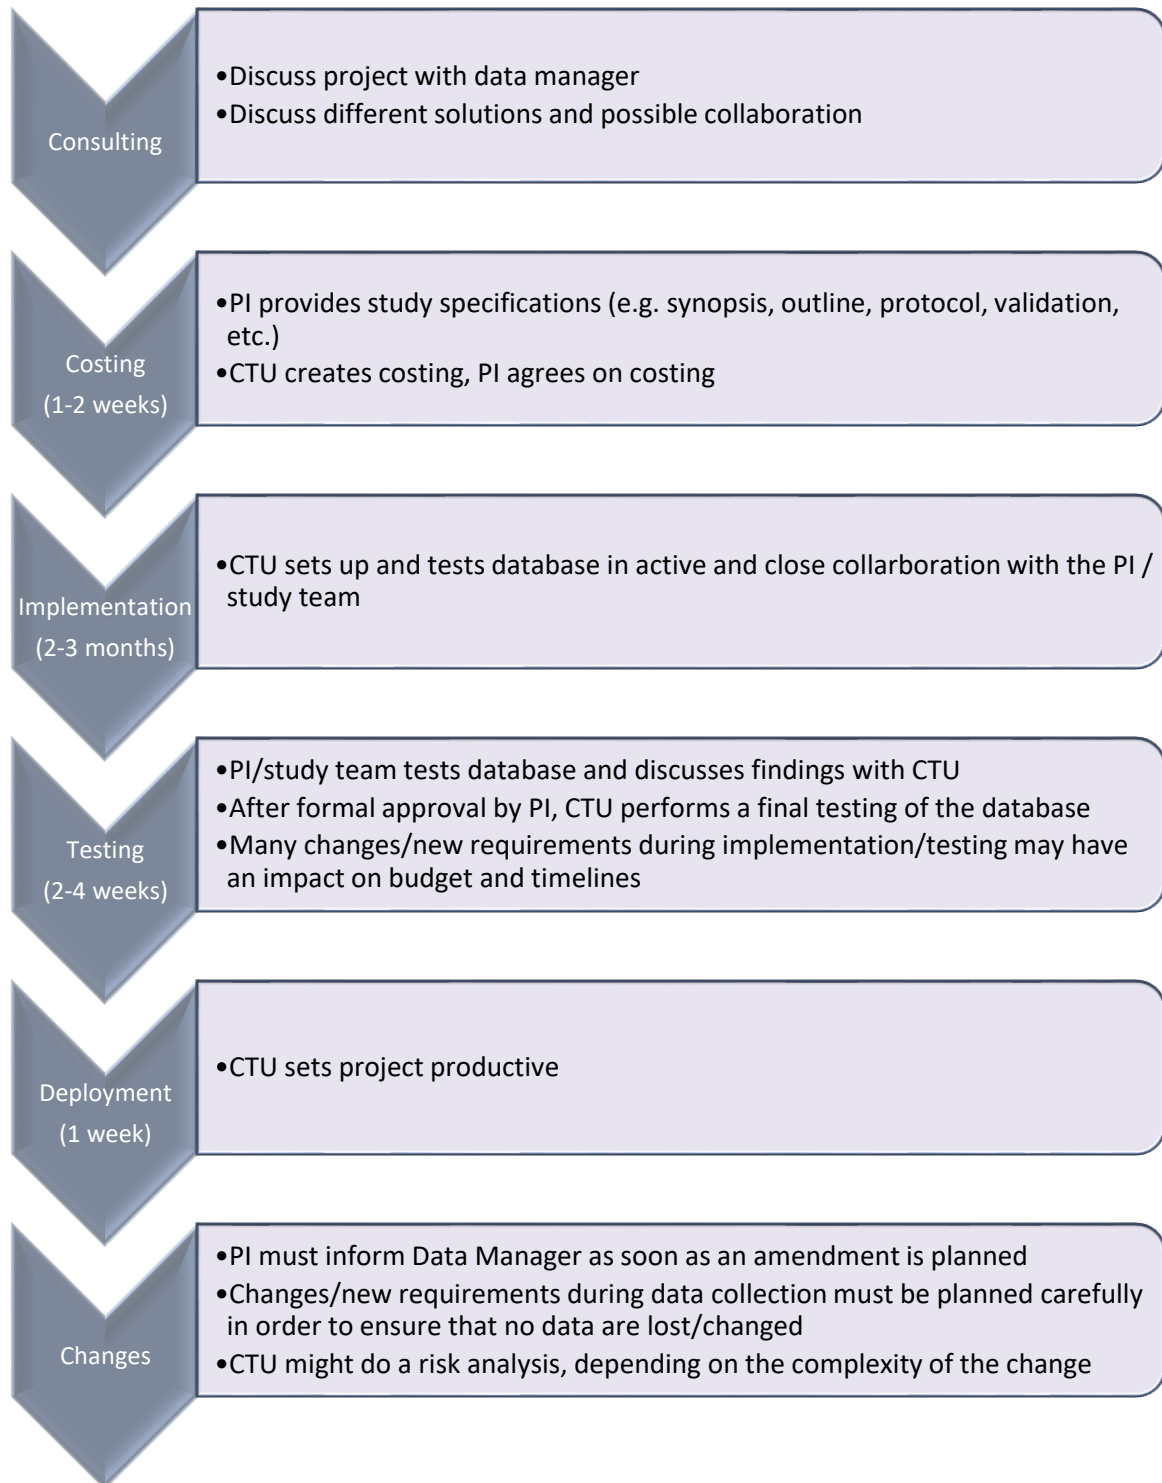 Consulting
•Discuss project with data manager
•Discuss different solutions and possible collaboration
Costing
(1-2 weeks)
•PI provides study specifications (e.g. synopsis, outline, protocol, validation,
etc.)
•CTU creates costing, PI agrees on costing
Implementation
(2-3 months)
•CTU sets up and tests database in active and close collarboration with the PI /
study team
Testing
(2-4 weeks)
•PI/study team tests database and discusses findings with CTU
•After formal approval by PI, CTU performs a final testing of the database
•Many changes/new requirements during implementation/testing may have
an impact on budget and timelines
Deployment
(1 week)
•CTU sets project productive
Changes
•PI must inform Data Manager as soon as an amendment is planned
•Changes/new requirements during data collection must be planned carefully
in order to ensure that no data are lost/changed
•CTU might do a risk analysis, depending on the complexity of the change